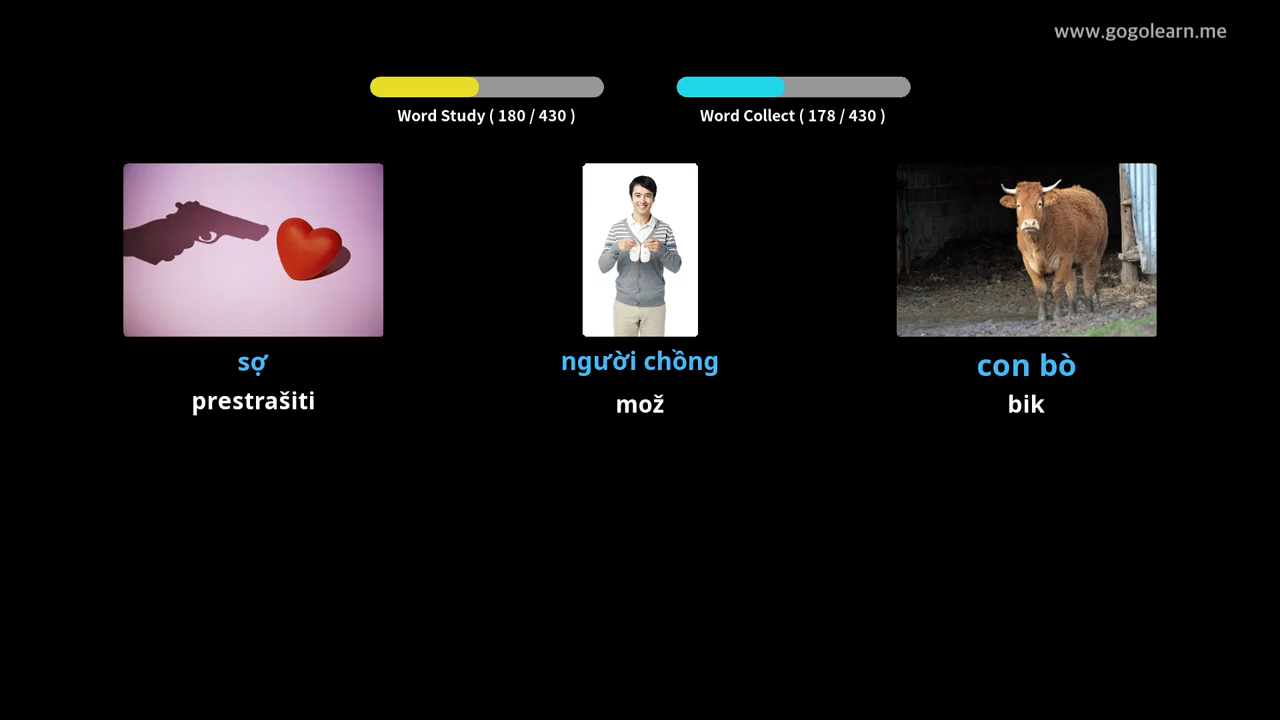 www.gogolearn.me
Word Study ( 180 / 430 )
Word Collect ( 178 / 430 )
sợ
prestrašiti
người chồng
mož
con bò
bik